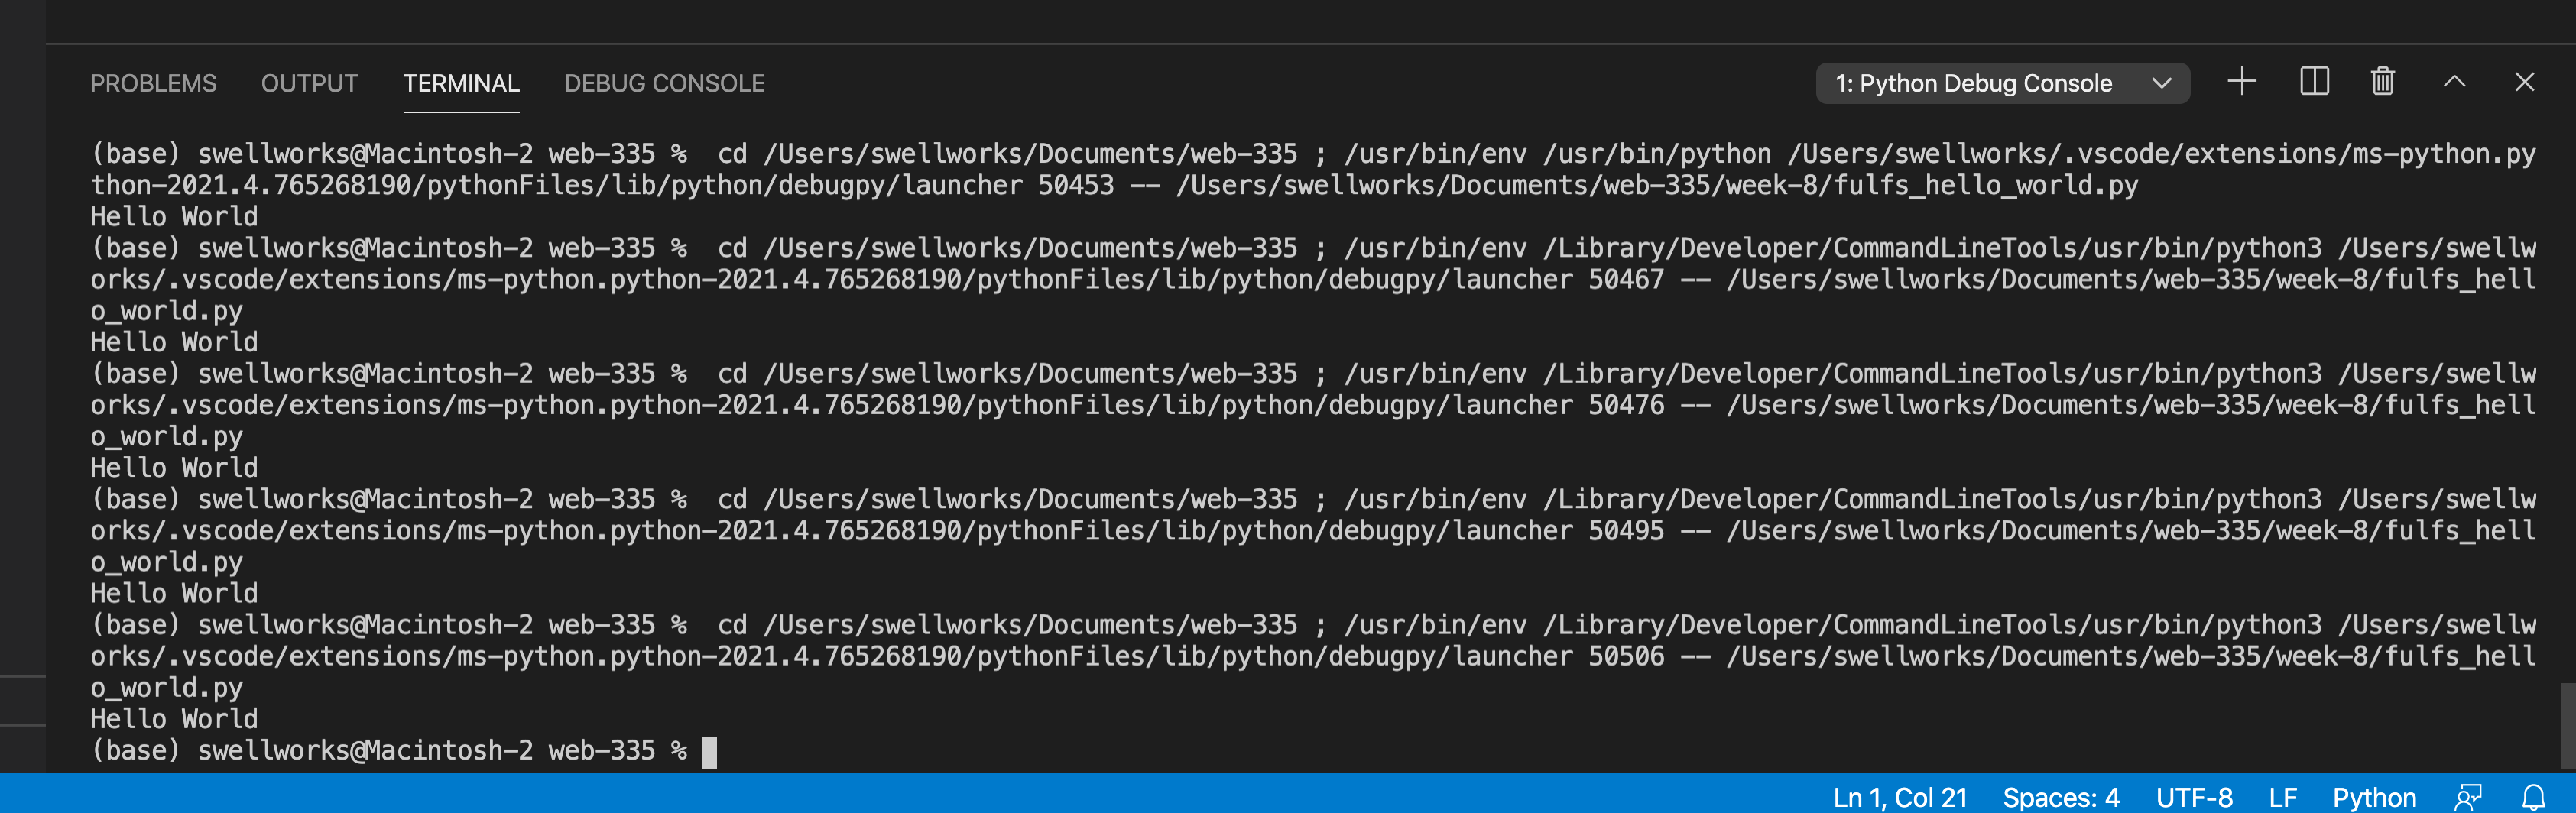 PROBLEMS OUTPUT TERMINAL DEBUG CONSOLE 1: Python Debug Console
(base) swellworks@Macintosh-2 web-335 %  cd /Users/swellworks/Documents/web-335 ; /usr/bin/env /usr/bin/python /Users/swellworks/.vscode/extensions/ms-python.py
thon-2021.4.765268190/pythonFiles/lib/python/debugpy/launcher 50453 -- /Users/swellworks/Documents/web-335/week-8/fulfs_hello_world.py
Hello World
(base) swellworks@Macintosh-2 web-335 %  cd /Users/swellworks/Documents/web-335 ; /usr/bin/env /Library/Developer/CommandLineTools/usr/bin/python3 /Users/swellw
orks/.vscode/extensions/ms-python.python-2021.4.765268190/pythonFiles/lib/python/debugpy/launcher 50467 -- /Users/swellworks/Documents/web-335/week-8/fulfs_hell
o_world.py
Hello World
(base) swellworks@Macintosh-2 web-335 %  cd /Users/swellworks/Documents/web-335 ; /usr/bin/env /Library/Developer/CommandLineTools/usr/bin/python3 /Users/swellw
orks/.vscode/extensions/ms-python.python-2021.4.765268190/pythonFiles/lib/python/debugpy/launcher 50476 -- /Users/swellworks/Documents/web-335/week-8/fulfs_hell
o_world.py
Hello World
(base) swellworks@Macintosh-2 web-335 %  cd /Users/swellworks/Documents/web-335 ; /usr/bin/env /Library/Developer/CommandLineTools/usr/bin/python3 /Users/swellw
orks/.vscode/extensions/ms-python.python-2021.4.765268190/pythonFiles/lib/python/debugpy/launcher 50495 -- /Users/swellworks/Documents/web-335/week-8/fulfs_hell
o_world.py
Hello World
(base) swellworks@Macintosh-2 web-335 %  cd /Users/swellworks/Documents/web-335 ; /usr/bin/env /Library/Developer/CommandLineTools/usr/bin/python3 /Users/swellw
orks/.vscode/extensions/ms-python.python-2021.4.765268190/pythonFiles/lib/python/debugpy/launcher 50506 -- /Users/swellworks/Documents/web-335/week-8/fulfs_hell
o_world.py
Hello World
(base) swellworks@Macintosh-2 web-335 %
Ln 1, Col 21 Spaces: 4 UTF-8 LF Python